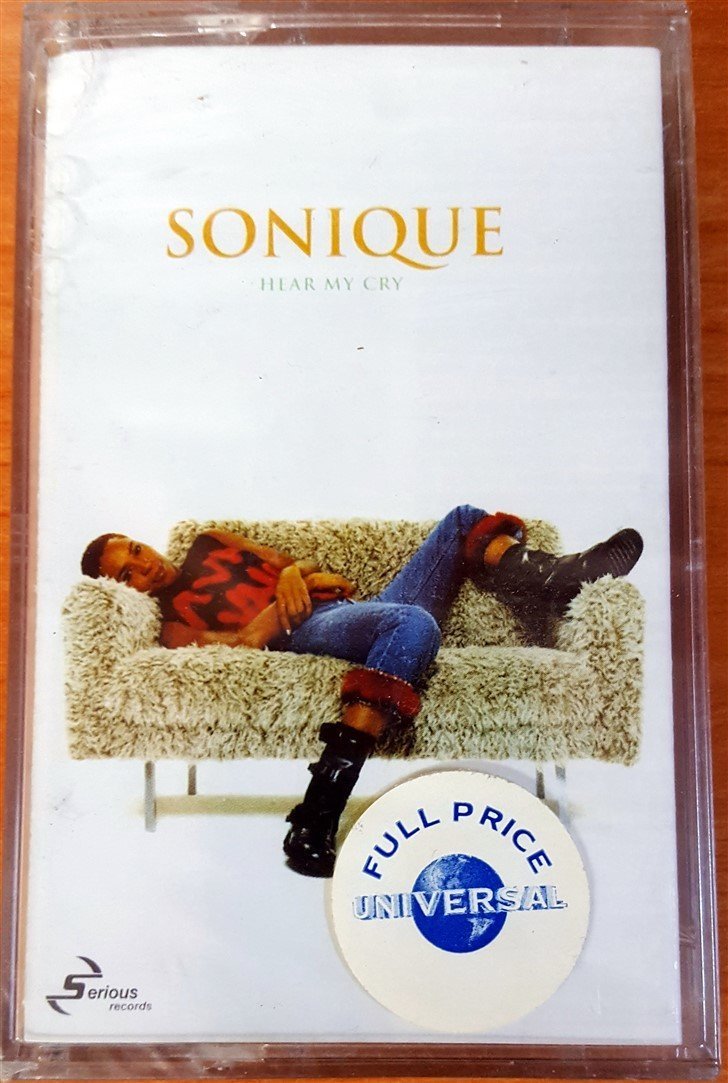 SONIQUE
HEAR MY CRY
FULL PRICE
UNIVERSAL
Serious
records